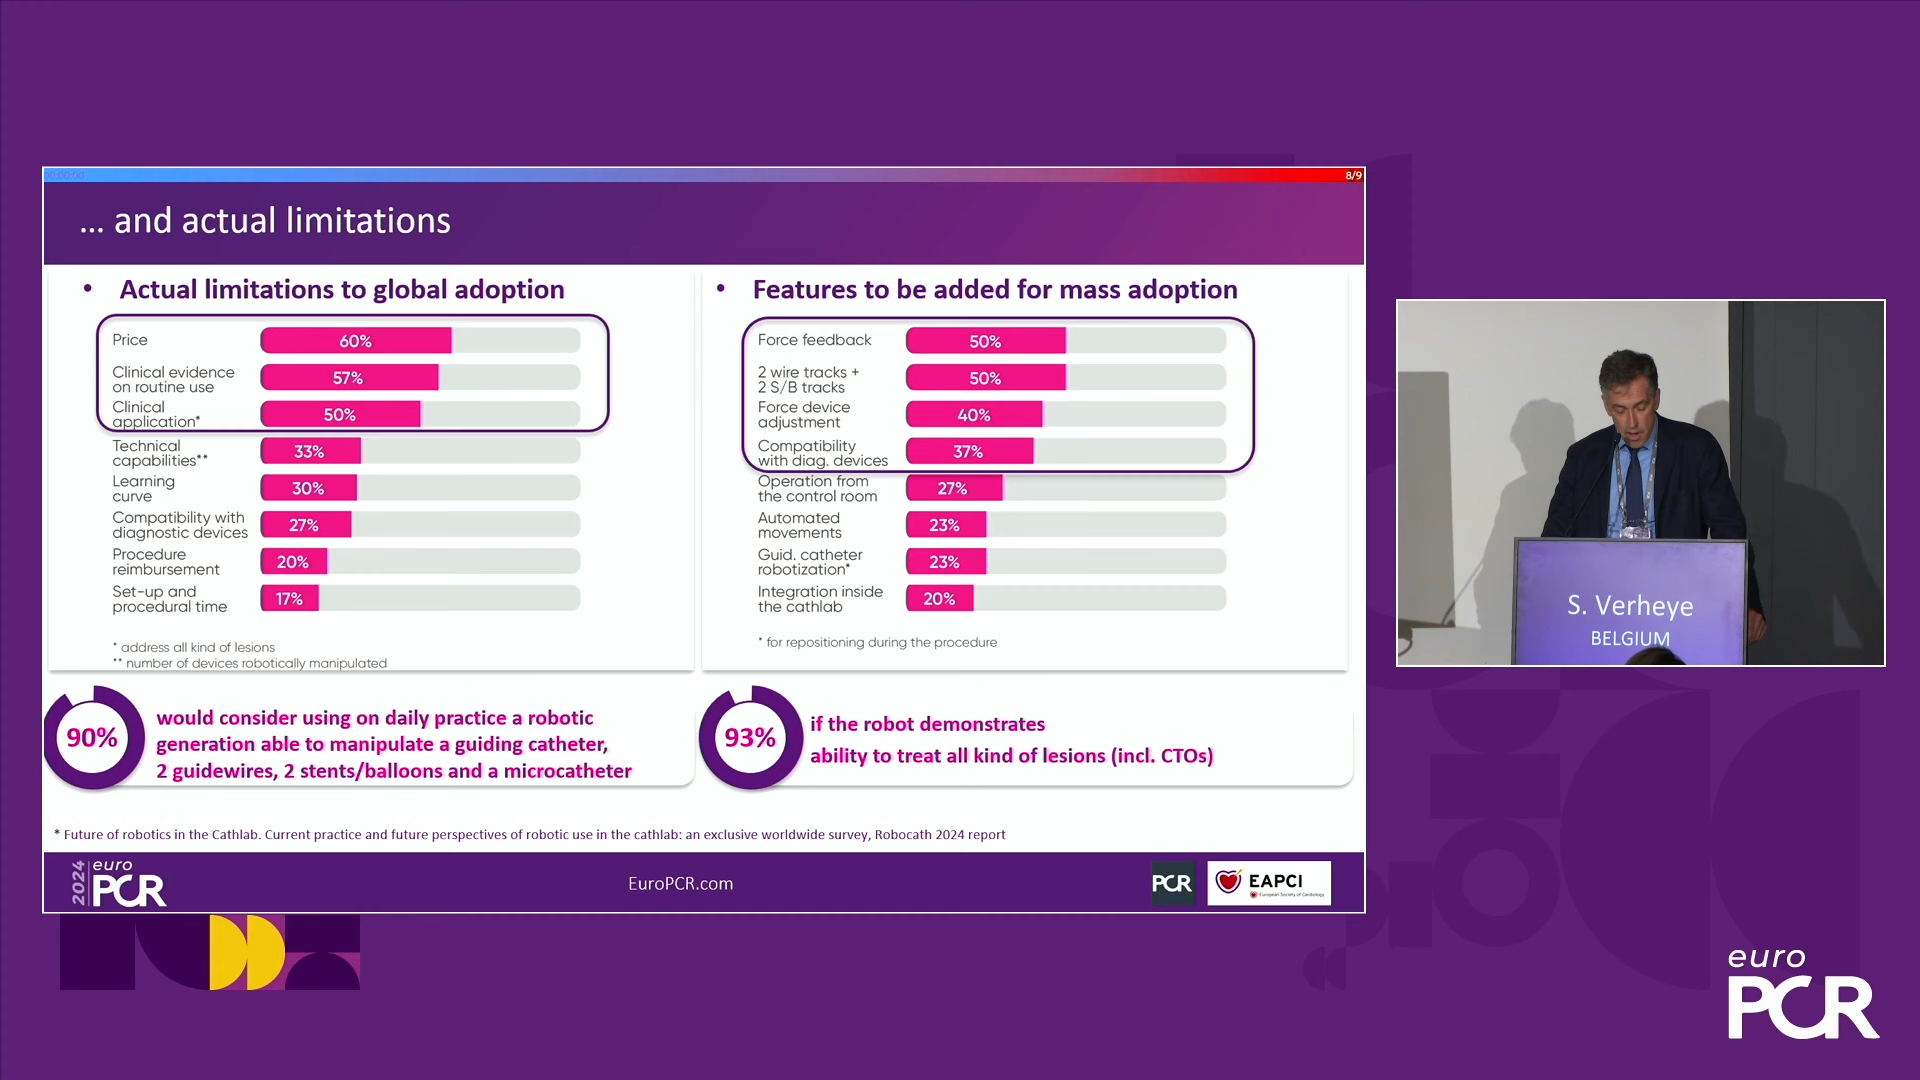 00:00:00
8/9
... and actual limitations
• Actual limitations to global adoption
Price
60%
Clinical evidence
on routine use
57%
Clinical
application*
50%
Technical
capabilities**
33%
Learning
curve
30%
Compatibility with
diagnostic devices
27%
Procedure
reimbursement
20%
Set-up and
procedural time
17%
* address all kind of lesions
** number of devices robotically manipulated
• Features to be added for mass adoption
Force feedback
50%
2 wire tracks +
2 S/B tracks
50%
Force device
adjustment
40%
Compatibility
with diag. devices
37%
Operation from
the control room
27%
Automated
movements
23%
Guid. catheter
robotization*
23%
Integration inside
the cathlab
20%
* for repositioning during the procedure
90%
would consider using on daily practice a robotic
generation able to manipulate a guiding catheter,
2 guidewires, 2 stents/balloons and a microcatheter
93%
if the robot demonstrates
ability to treat all kind of lesions (incl. CTOs)
* Future of robotics in the Cathlab. Current practice and future perspectives of robotic use in the cathlab: an exclusive worldwide survey, Robocath 2024 report
2024
euro
PCR
EuroPCR.com
PCR
EAPCI
European Society of Cardiology
S. Verheye
BELGIUM
euro
PCR